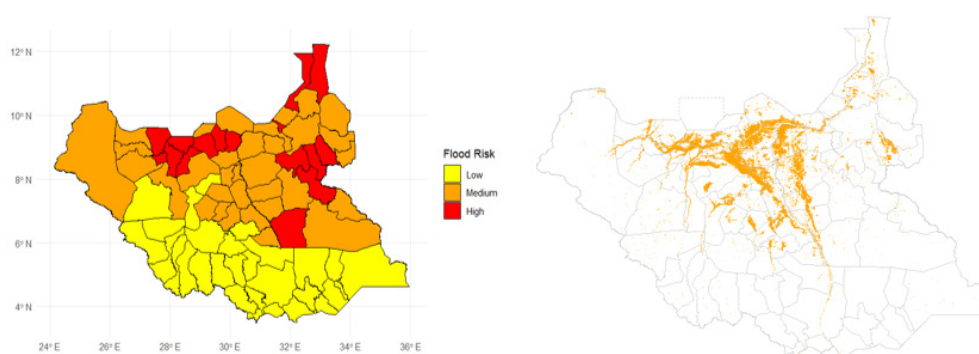 12° N
10° N
8° N
6° N
4° N
24° E
26° E
28° E
30° E
32° E
34° E
36° E
Flood Risk
Low
Medium
High